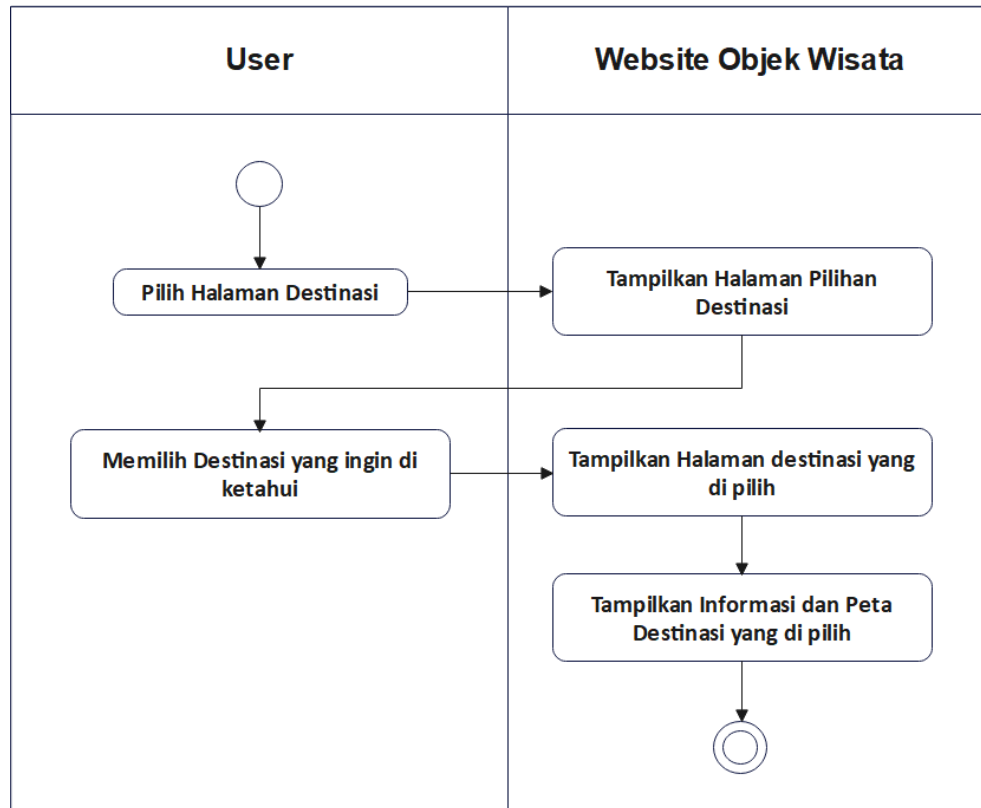 User
Website Objek Wisata
Pilih Halaman Destinasi
Tampilkan Halaman Pilihan
Destinasi
Memilih Destinasi yang ingin di
ketahui
Tampilkan Halaman destinasi yang
di pilih
Tampilkan Informasi dan Peta
Destinasi yang di pilih